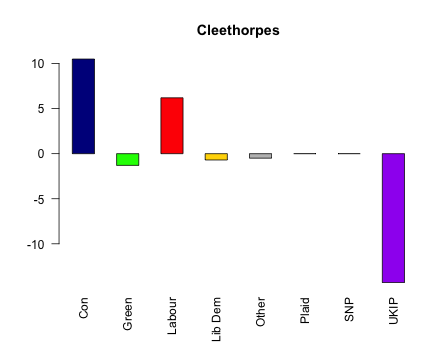 Cleethorpes
10
5
0
-5
-10
Con
Green
Labour
Lib Dem
Other
Plaid
SNP
UKIP